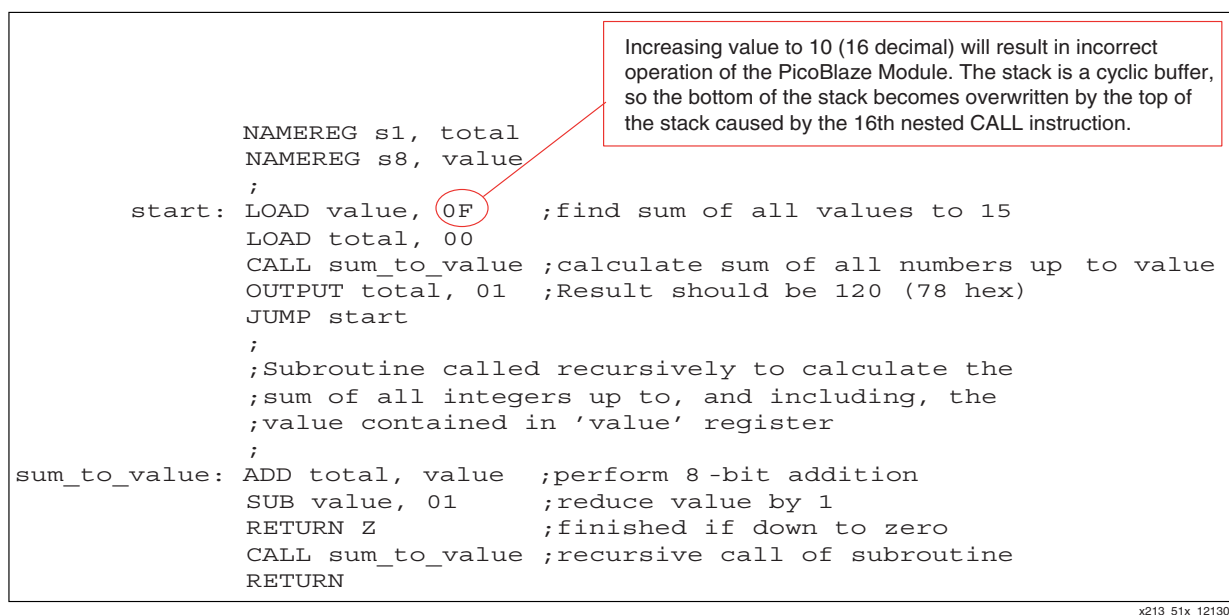 Increasing value to 10 (16 decimal) will result in incorrect
operation of the PicoBlaze Module. The stack is a cyclic buffer,
so the bottom of the stack becomes overwritten by the top of
the stack caused by the 16th nested CALL instruction.
NAMEREG s1, total
NAMEREG s8, value
;
start: LOAD value, 0F ;find sum of all values to 15
LOAD total, 00
CALL sum_to_value ;calculate sum of all numbers up to value
OUTPUT total, 01 ;Result should be 120 (78 hex)
JUMP start
;
;Subroutine called recursively to calculate the
;sum of all integers up to, and including, the
;value contained in 'value' register
;
sum_to_value: ADD total, value ;perform 8-bit addition
SUB value, 01 ;reduce value by 1
RETURN Z ;finished if down to zero
CALL sum_to_value ;recursive call of subroutine
RETURN
x213_51x_12130